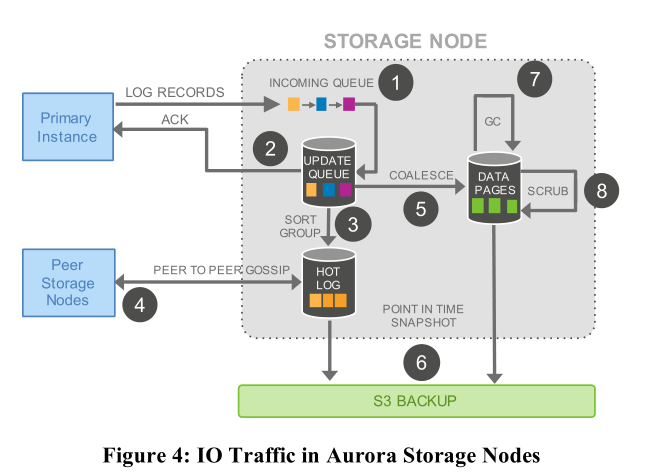 STORAGE NODE
INCOMING QUEUE
1
7
LOG RECORDS
Primary
Instance
ACK
GC
2
UPDATE
QUEUE
COALESCE
DATA
PAGES
SCRUB
8
5
SORT
GROUP
3
Peer
Storage
Nodes
PEER TO PEER GOSSIP
4
HOT
LOG
POINT IN TIME
SNAPSHOT
6
S3 BACKUP
Figure 4: IO Traffic in Aurora Storage Nodes